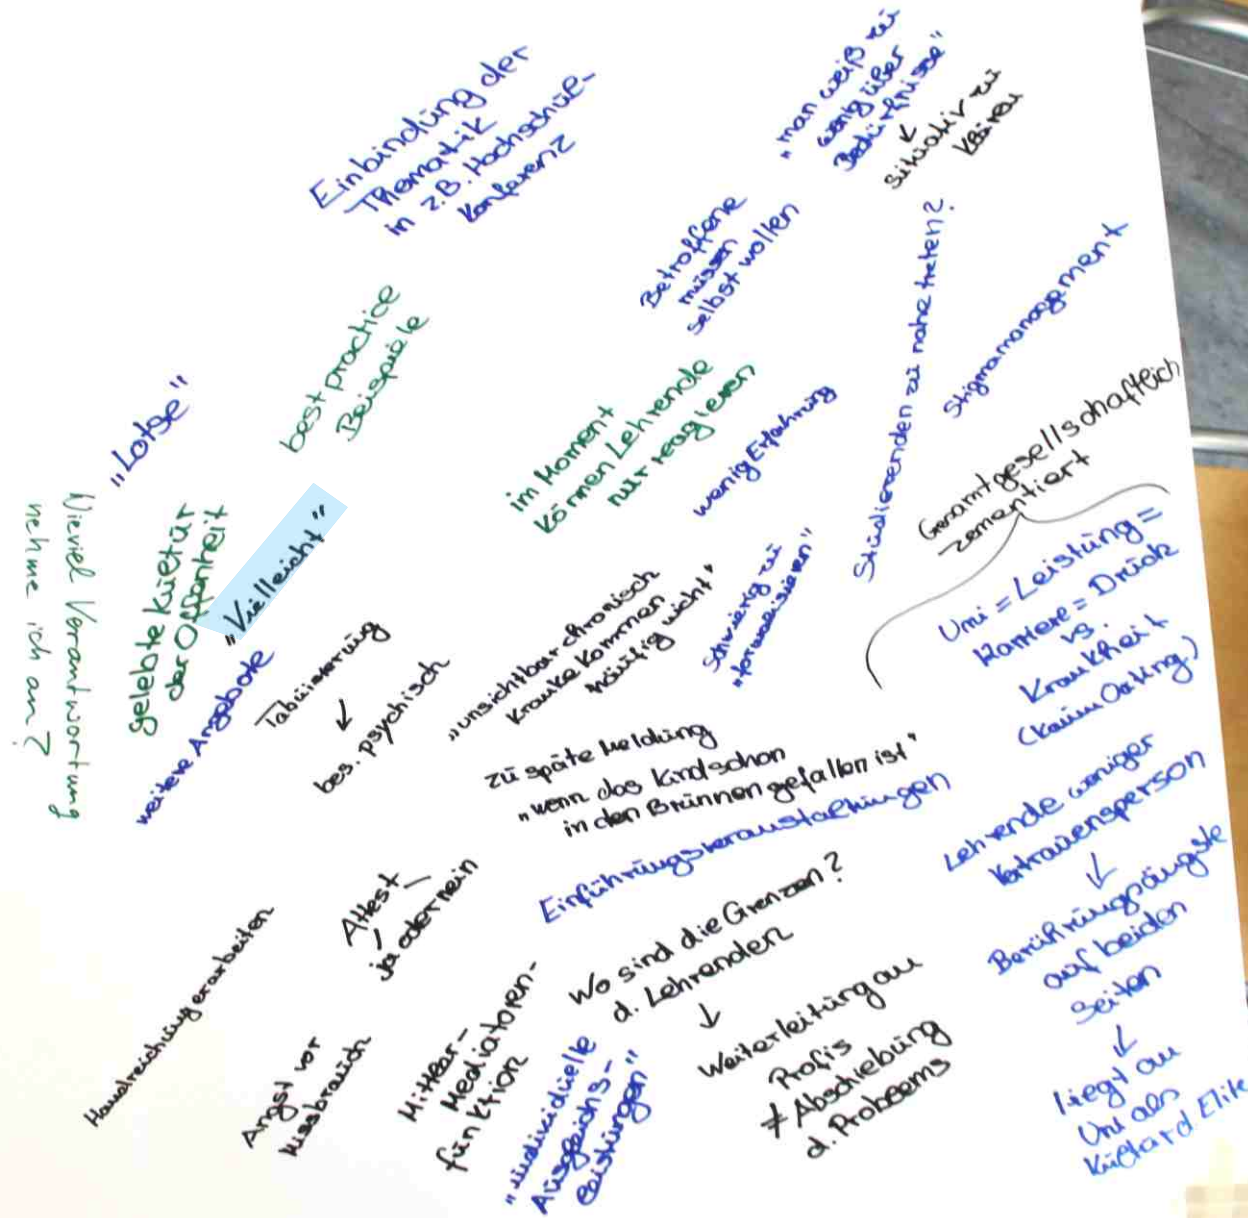 Einbindung der
Thematik
in z.B. Hochschul-
konferenz
„man weiß zu
wenig über
Bedürfnisse"
↙
situativ zu
klären
Betroffene
müssen
selbst wollen
Studierenden zu nahe treten?
Stigmamanagement
best practice
Beispiele
„Lotse"
im Moment
können Lehrende
nur reagieren
wenig Erfahrung
Gesamtgesellschaftlich
zementiert
Uni = Leistung =
Karriere = Druck
vs.
Krankheit
(kaum Outing)
Wieviel Verantwortung
nehme ich an?
gelebte Kultur
der Offenheit
„Vielleicht"
weitere Angebote
Tabuisierung
↙
bes. psychisch
„unsichtbar chronisch
Kranke kommen
häufig nicht"
schwierig zu
„formalisieren"
zu späte Meldung
„wenn das Kind schon
in den Brunnen gefallen ist"
Einführungsveranstaltungen
Lehrende weniger
Vertrauensperson
↓
Berührungsängste
auf beiden
Seiten
↓
liegt an
Uni als
Elite
Attest
ja oder nein
Handreichung erarbeiten
Angst vor
Missbrauch
Mittler-
Mediatoren-
funktion
Wo sind die Grenzen?
d. Lehrenden
↓
Weiterleitung an
Profis
≠ Abschiebung
d. Problems
„individuelle
Ausgleichs-
leistungen"